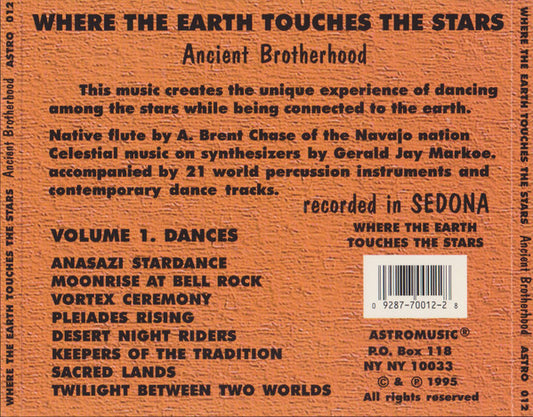 WHERE THE EARTH TOUCHES THE STARS
Ancient Brotherhood
This music creates the unique experience of dancing
among the stars while being connected to the earth.
Native flute by A. Brent Chase of the Navajo nation
Celestial music on synthesizers by Gerald Jay Markoe.
accompanied by 21 world percussion instruments and
contemporary dance tracks.
recorded in SEDONA
VOLUME 1. DANCES
ANASAZI STARDANCE
MOONRISE AT BELL ROCK
VORTEX CEREMONY
PLEIADES RISING
DESERT NIGHT RIDERS
KEEPERS OF THE TRADITION
SACRED LANDS
TWILIGHT BETWEEN TWO WORLDS
WHERE THE EARTH
TOUCHES THE STARS
0 9287-70012-2 8
ASTROMUSIC®
P.O. Box 118
NY NY 10033
© & ℗ 1995
All rights reserved
WHERE THE EARTH TOUCHES THE STARS Ancient Brotherhood ASTRO 012
WHERE THE EARTH TOUCHES THE STARS Ancient Brotherhood ASTRO 012